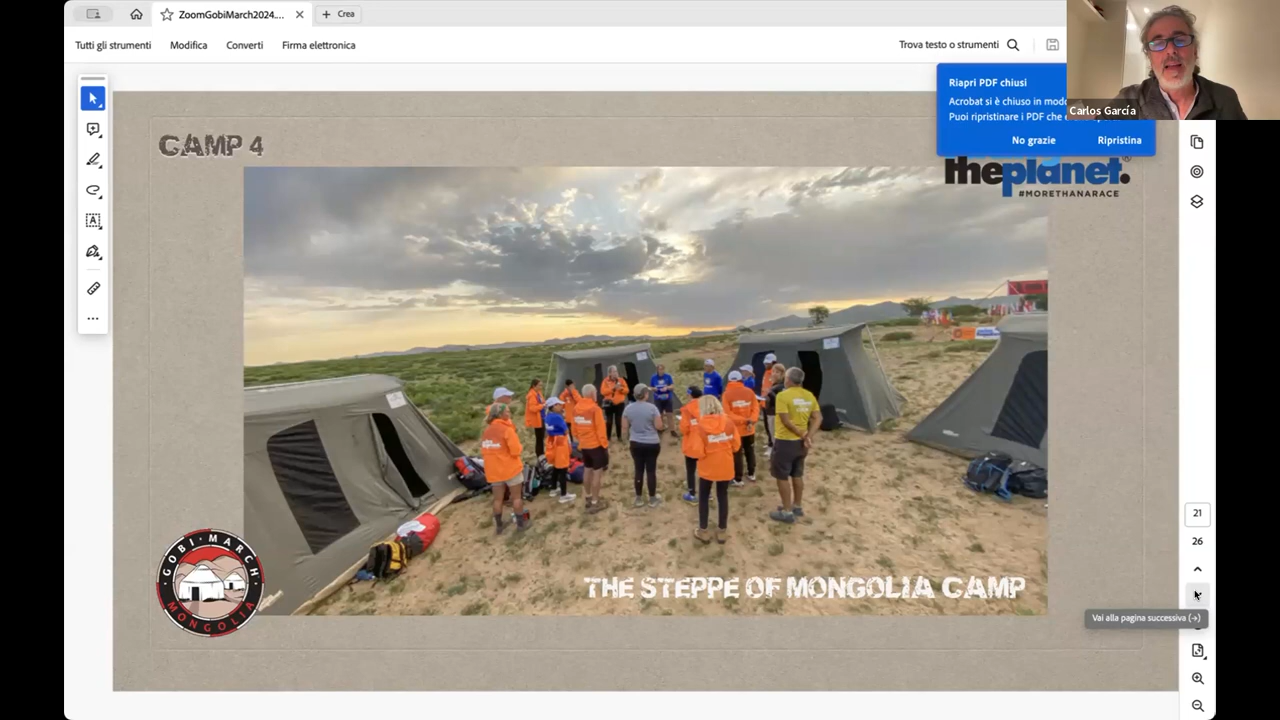 ZoomGobiMarch2024....
Crea
Tutti gli strumenti
Modifica
Converti
Firma elettronica
Trova testo o strumenti
Riapri PDF chiusi
Acrobat si è chiuso in modo
Puoi ripristinare i PDF che
No grazie
Ripristina
Carlos García
CAMP 4
theplanet.
#MORETHANARACE
THE STEPPE OF MONGOLIA CAMP
GOBI MARCH
MONGOLIA
21
26
Vai alla pagina successiva (→)